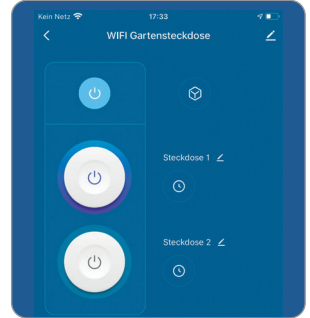 Kein Netz 17:33
WIFI Gartensteckdose
Steckdose 1
Steckdose 2